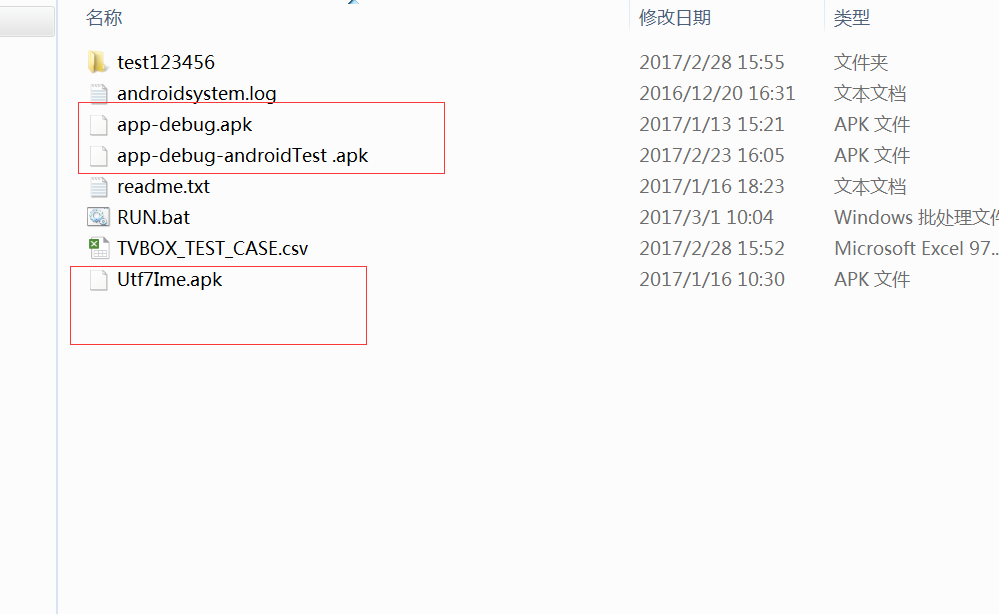 名称 修改日期 类型
test123456 2017/2/28 15:55 文件夹
androidsystem.log 2016/12/20 16:31 文本文档
app-debug.apk 2017/1/13 15:21 APK 文件
app-debug-androidTest .apk 2017/2/23 16:05 APK 文件
readme.txt 2017/1/16 18:23 文本文档
RUN.bat 2017/3/1 10:04 Windows 批处理文件
TVBOX_TEST_CASE.csv 2017/2/28 15:52 Microsoft Excel 97...
Utf7Ime.apk 2017/1/16 10:30 APK 文件